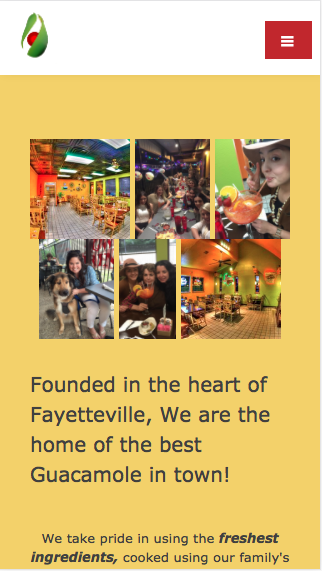 Founded in the heart of
Fayetteville, We are the
home of the best
Guacamole in town!
We take pride in using the freshest
ingredients, cooked using our family's